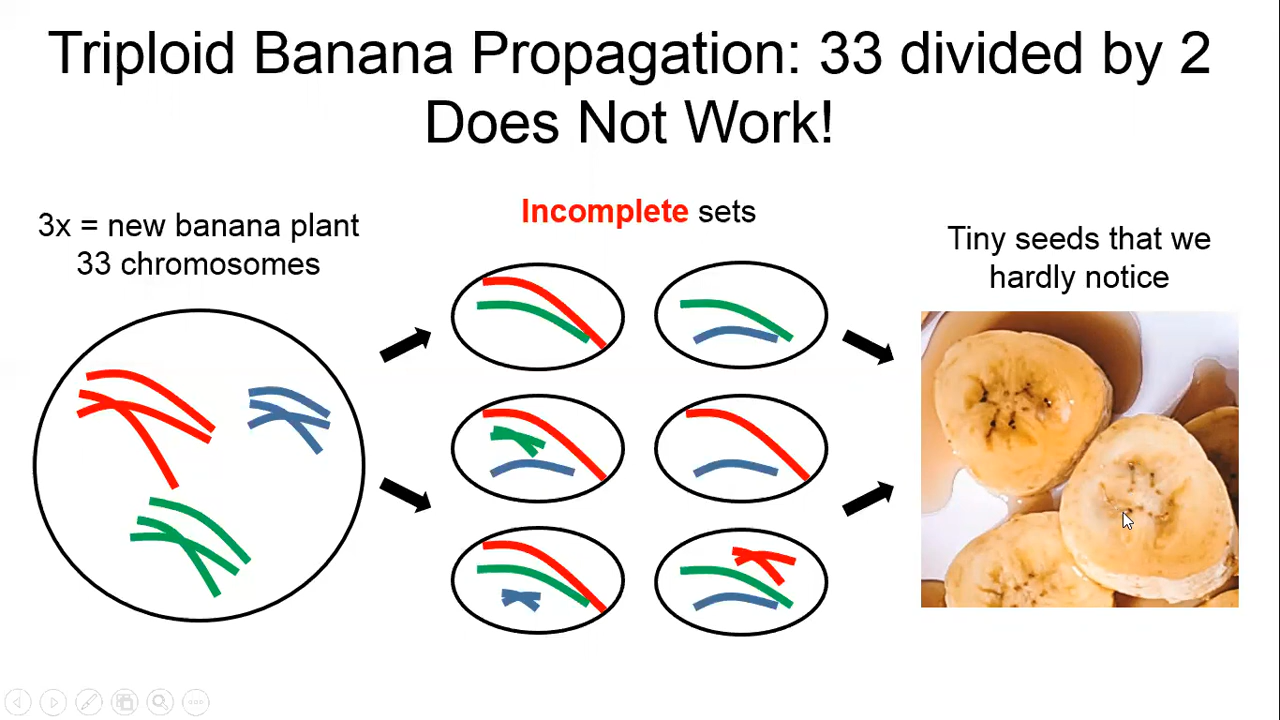 Triploid Banana Propagation: 33 divided by 2
Does Not Work!
3x = new banana plant
33 chromosomes
Incomplete sets
Tiny seeds that we
hardly notice